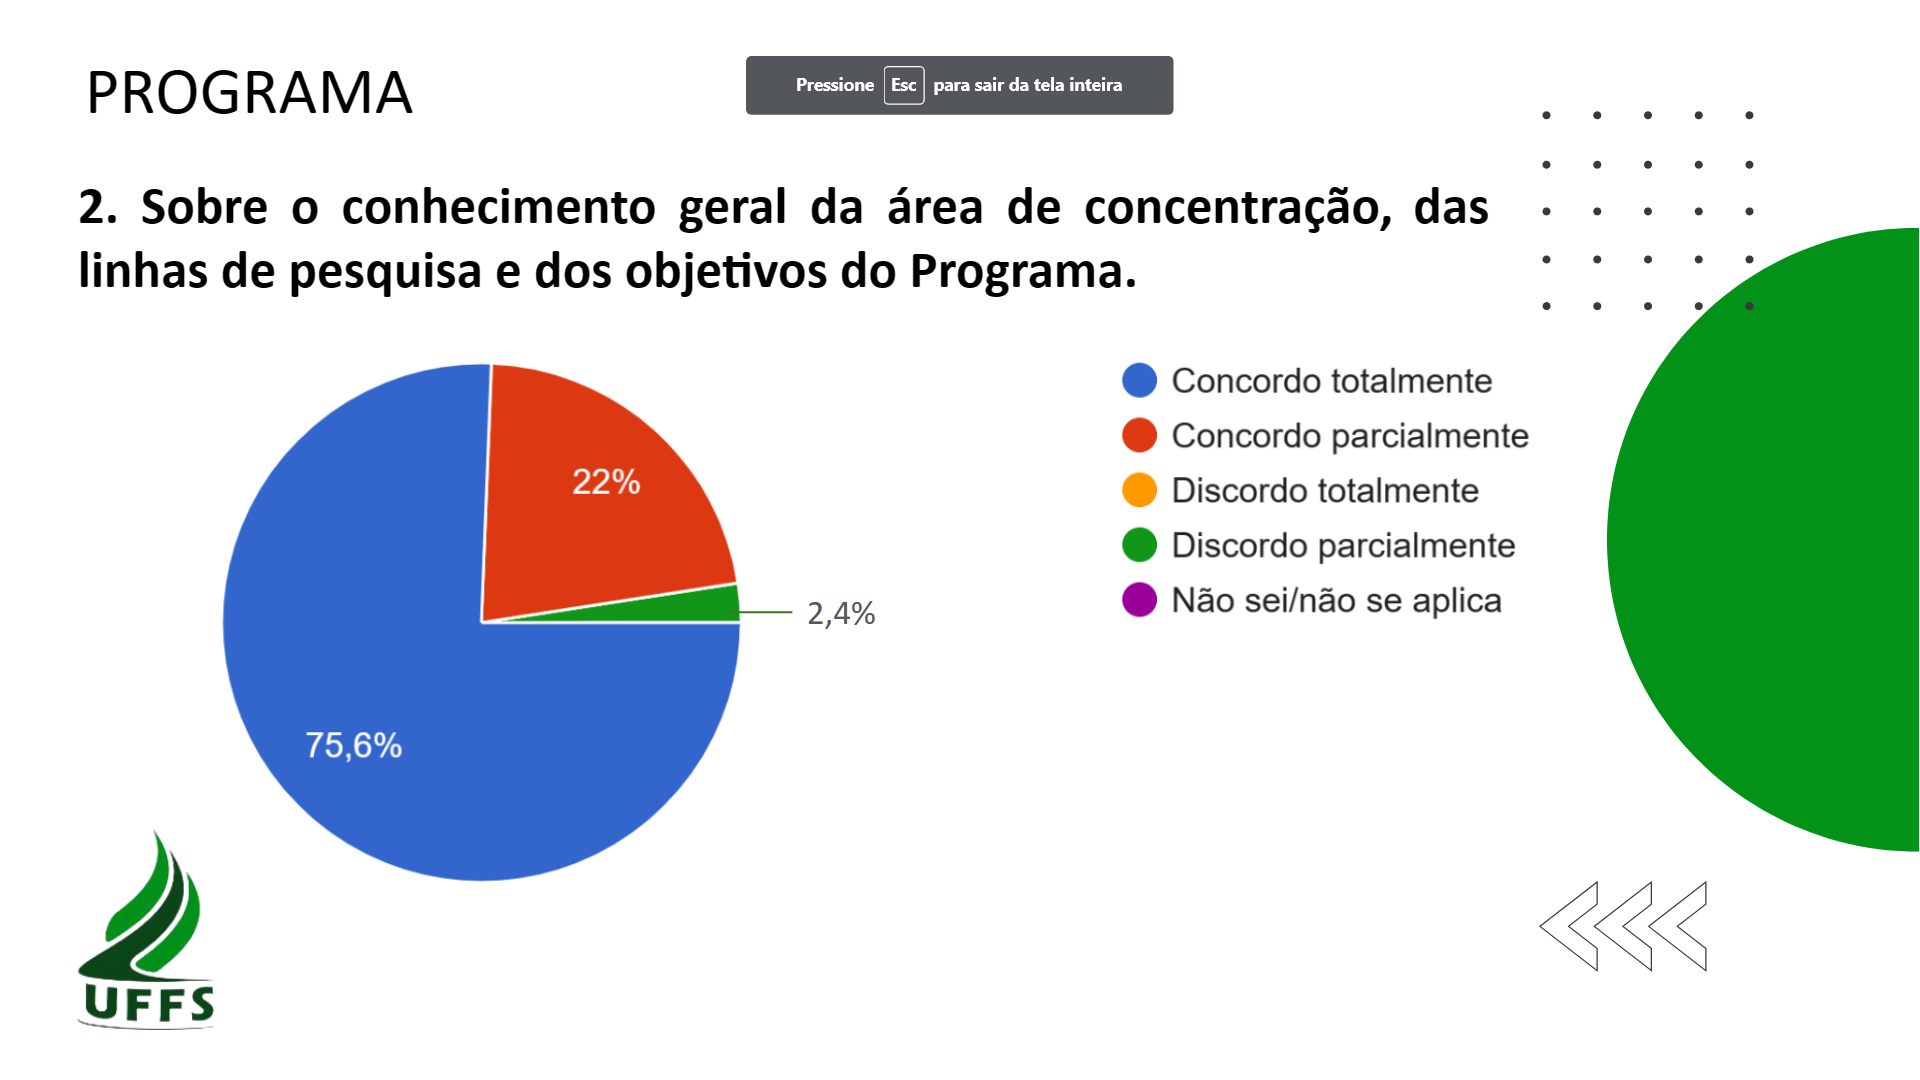 PROGRAMA
Pressione Esc para sair da tela inteira
2. Sobre o conhecimento geral da área de concentração, das
linhas de pesquisa e dos objetivos do Programa.
22%
2,4%
75,6%
Concordo totalmente
Concordo parcialmente
Discordo totalmente
Discordo parcialmente
Não sei/não se aplica
UFFS